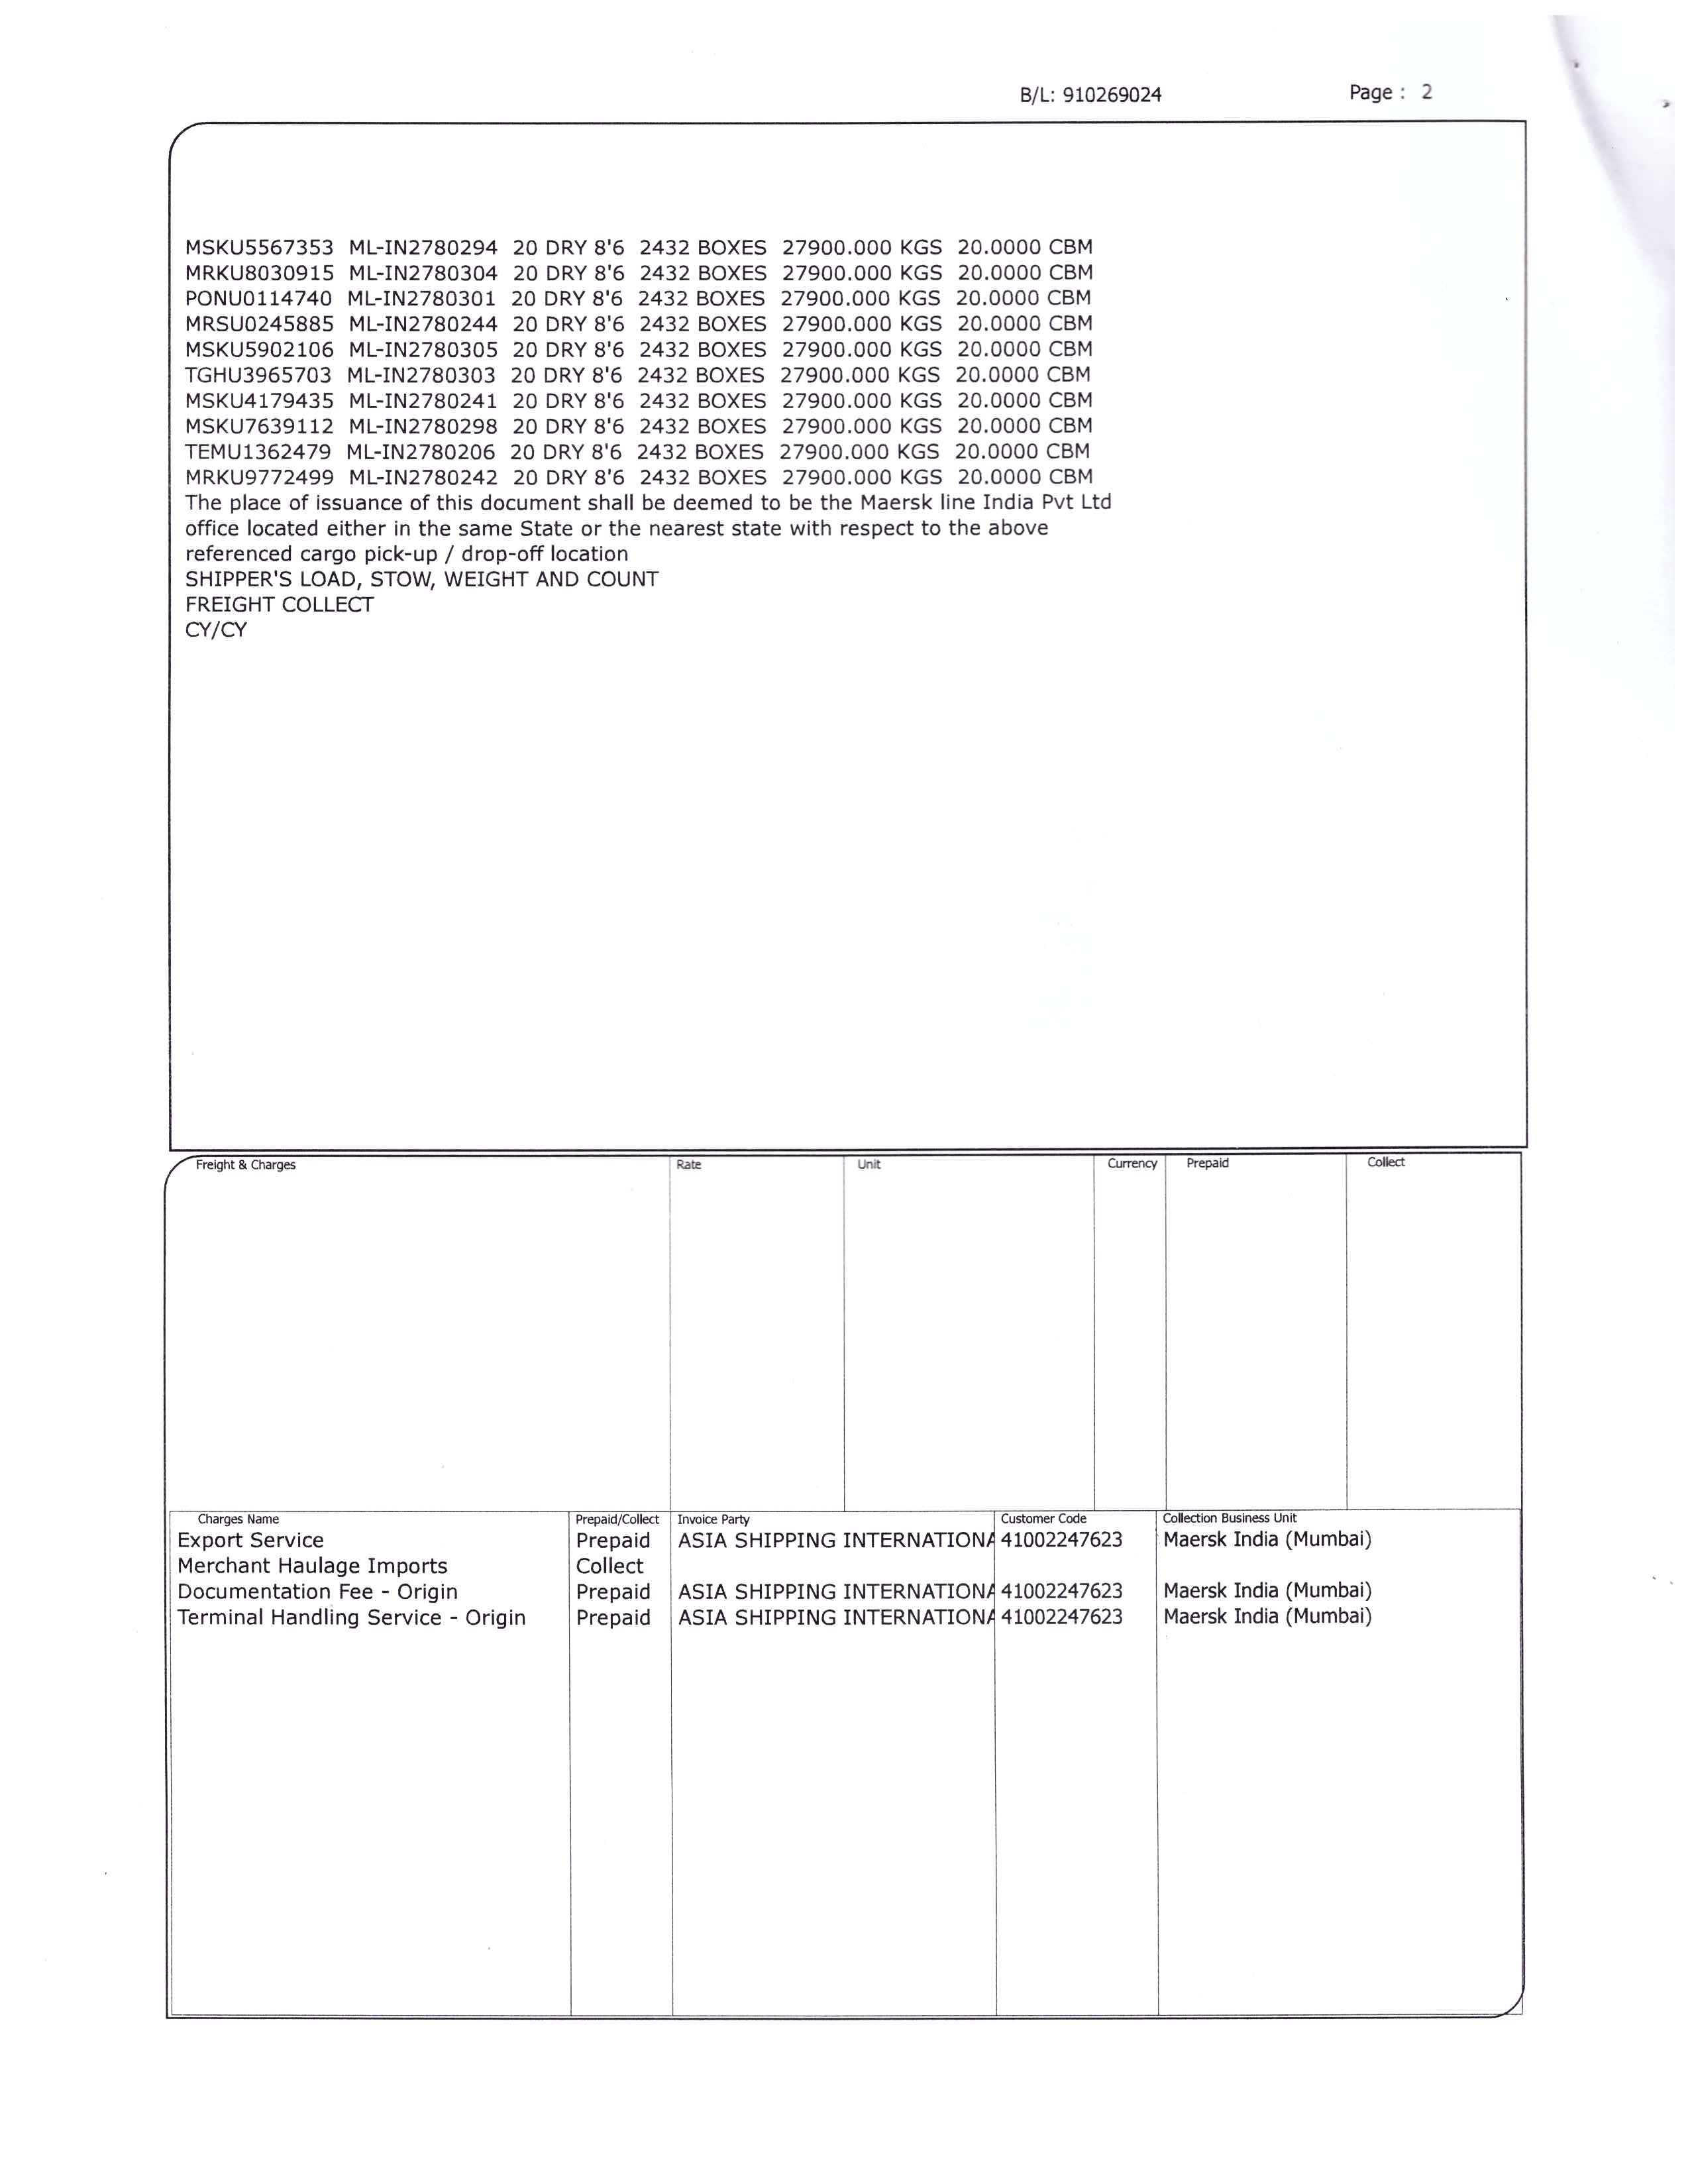 B/L: 910269024 Page : 2
MSKU5567353 ML-IN2780294 20 DRY 8'6 2432 BOXES 27900.000 KGS 20.0000 CBM
MRKU8030915 ML-IN2780304 20 DRY 8'6 2432 BOXES 27900.000 KGS 20.0000 CBM
PONU0114740 ML-IN2780301 20 DRY 8'6 2432 BOXES 27900.000 KGS 20.0000 CBM
MRSU0245885 ML-IN2780244 20 DRY 8'6 2432 BOXES 27900.000 KGS 20.0000 CBM
MSKU5902106 ML-IN2780305 20 DRY 8'6 2432 BOXES 27900.000 KGS 20.0000 CBM
TGHU3965703 ML-IN2780303 20 DRY 8'6 2432 BOXES 27900.000 KGS 20.0000 CBM
MSKU4179435 ML-IN2780241 20 DRY 8'6 2432 BOXES 27900.000 KGS 20.0000 CBM
MSKU7639112 ML-IN2780298 20 DRY 8'6 2432 BOXES 27900.000 KGS 20.0000 CBM
TEMU1362479 ML-IN2780206 20 DRY 8'6 2432 BOXES 27900.000 KGS 20.0000 CBM
MRKU9772499 ML-IN2780242 20 DRY 8'6 2432 BOXES 27900.000 KGS 20.0000 CBM
The place of issuance of this document shall be deemed to be the Maersk line India Pvt Ltd
office located either in the same State or the nearest state with respect to the above
referenced cargo pick-up / drop-off location
SHIPPER'S LOAD, STOW, WEIGHT AND COUNT
FREIGHT COLLECT
CY/CY
Freight & Charges Rate Unit Currency Prepaid Collect
Charges Name Prepaid/Collect Invoice Party Customer Code Collection Business Unit
Export Service Prepaid ASIA SHIPPING INTERNATIONA 41002247623 Maersk India (Mumbai)
Merchant Haulage Imports Collect
Documentation Fee - Origin Prepaid ASIA SHIPPING INTERNATIONA 41002247623 Maersk India (Mumbai)
Terminal Handling Service - Origin Prepaid ASIA SHIPPING INTERNATIONA 41002247623 Maersk India (Mumbai)